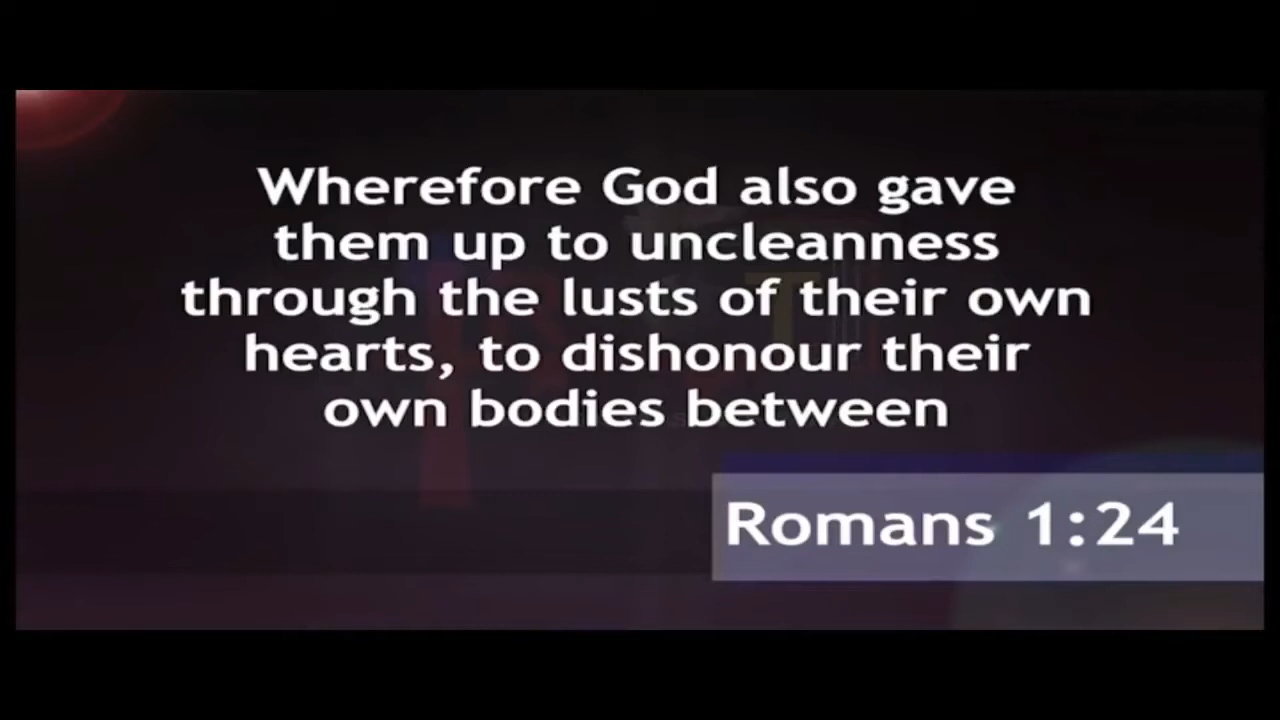 Wherefore God also gave
them up to uncleanness
through the lusts of their own
hearts, to dishonour their
own bodies between
Romans 1:24